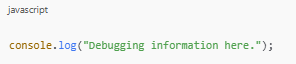 javascript
console.log("Debugging information here.");